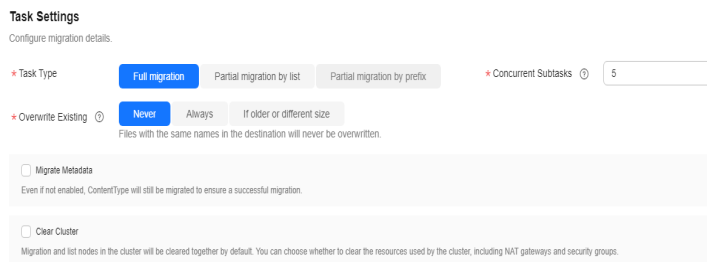 Task Settings
Configure migration details.
* Task Type Full migration Partial migration by list Partial migration by prefix * Concurrent Subtasks ? 5
* Overwrite Existing ? Never Always If older or different size
Files with the same names in the destination will never be overwritten.
Migrate Metadata
Even if not enabled, ContentType will still be migrated to ensure a successful migration.
Clear Cluster
Migration and list nodes in the cluster will be cleared together by default. You can choose whether to clear the resources used by the cluster, including NAT gateways and security groups.